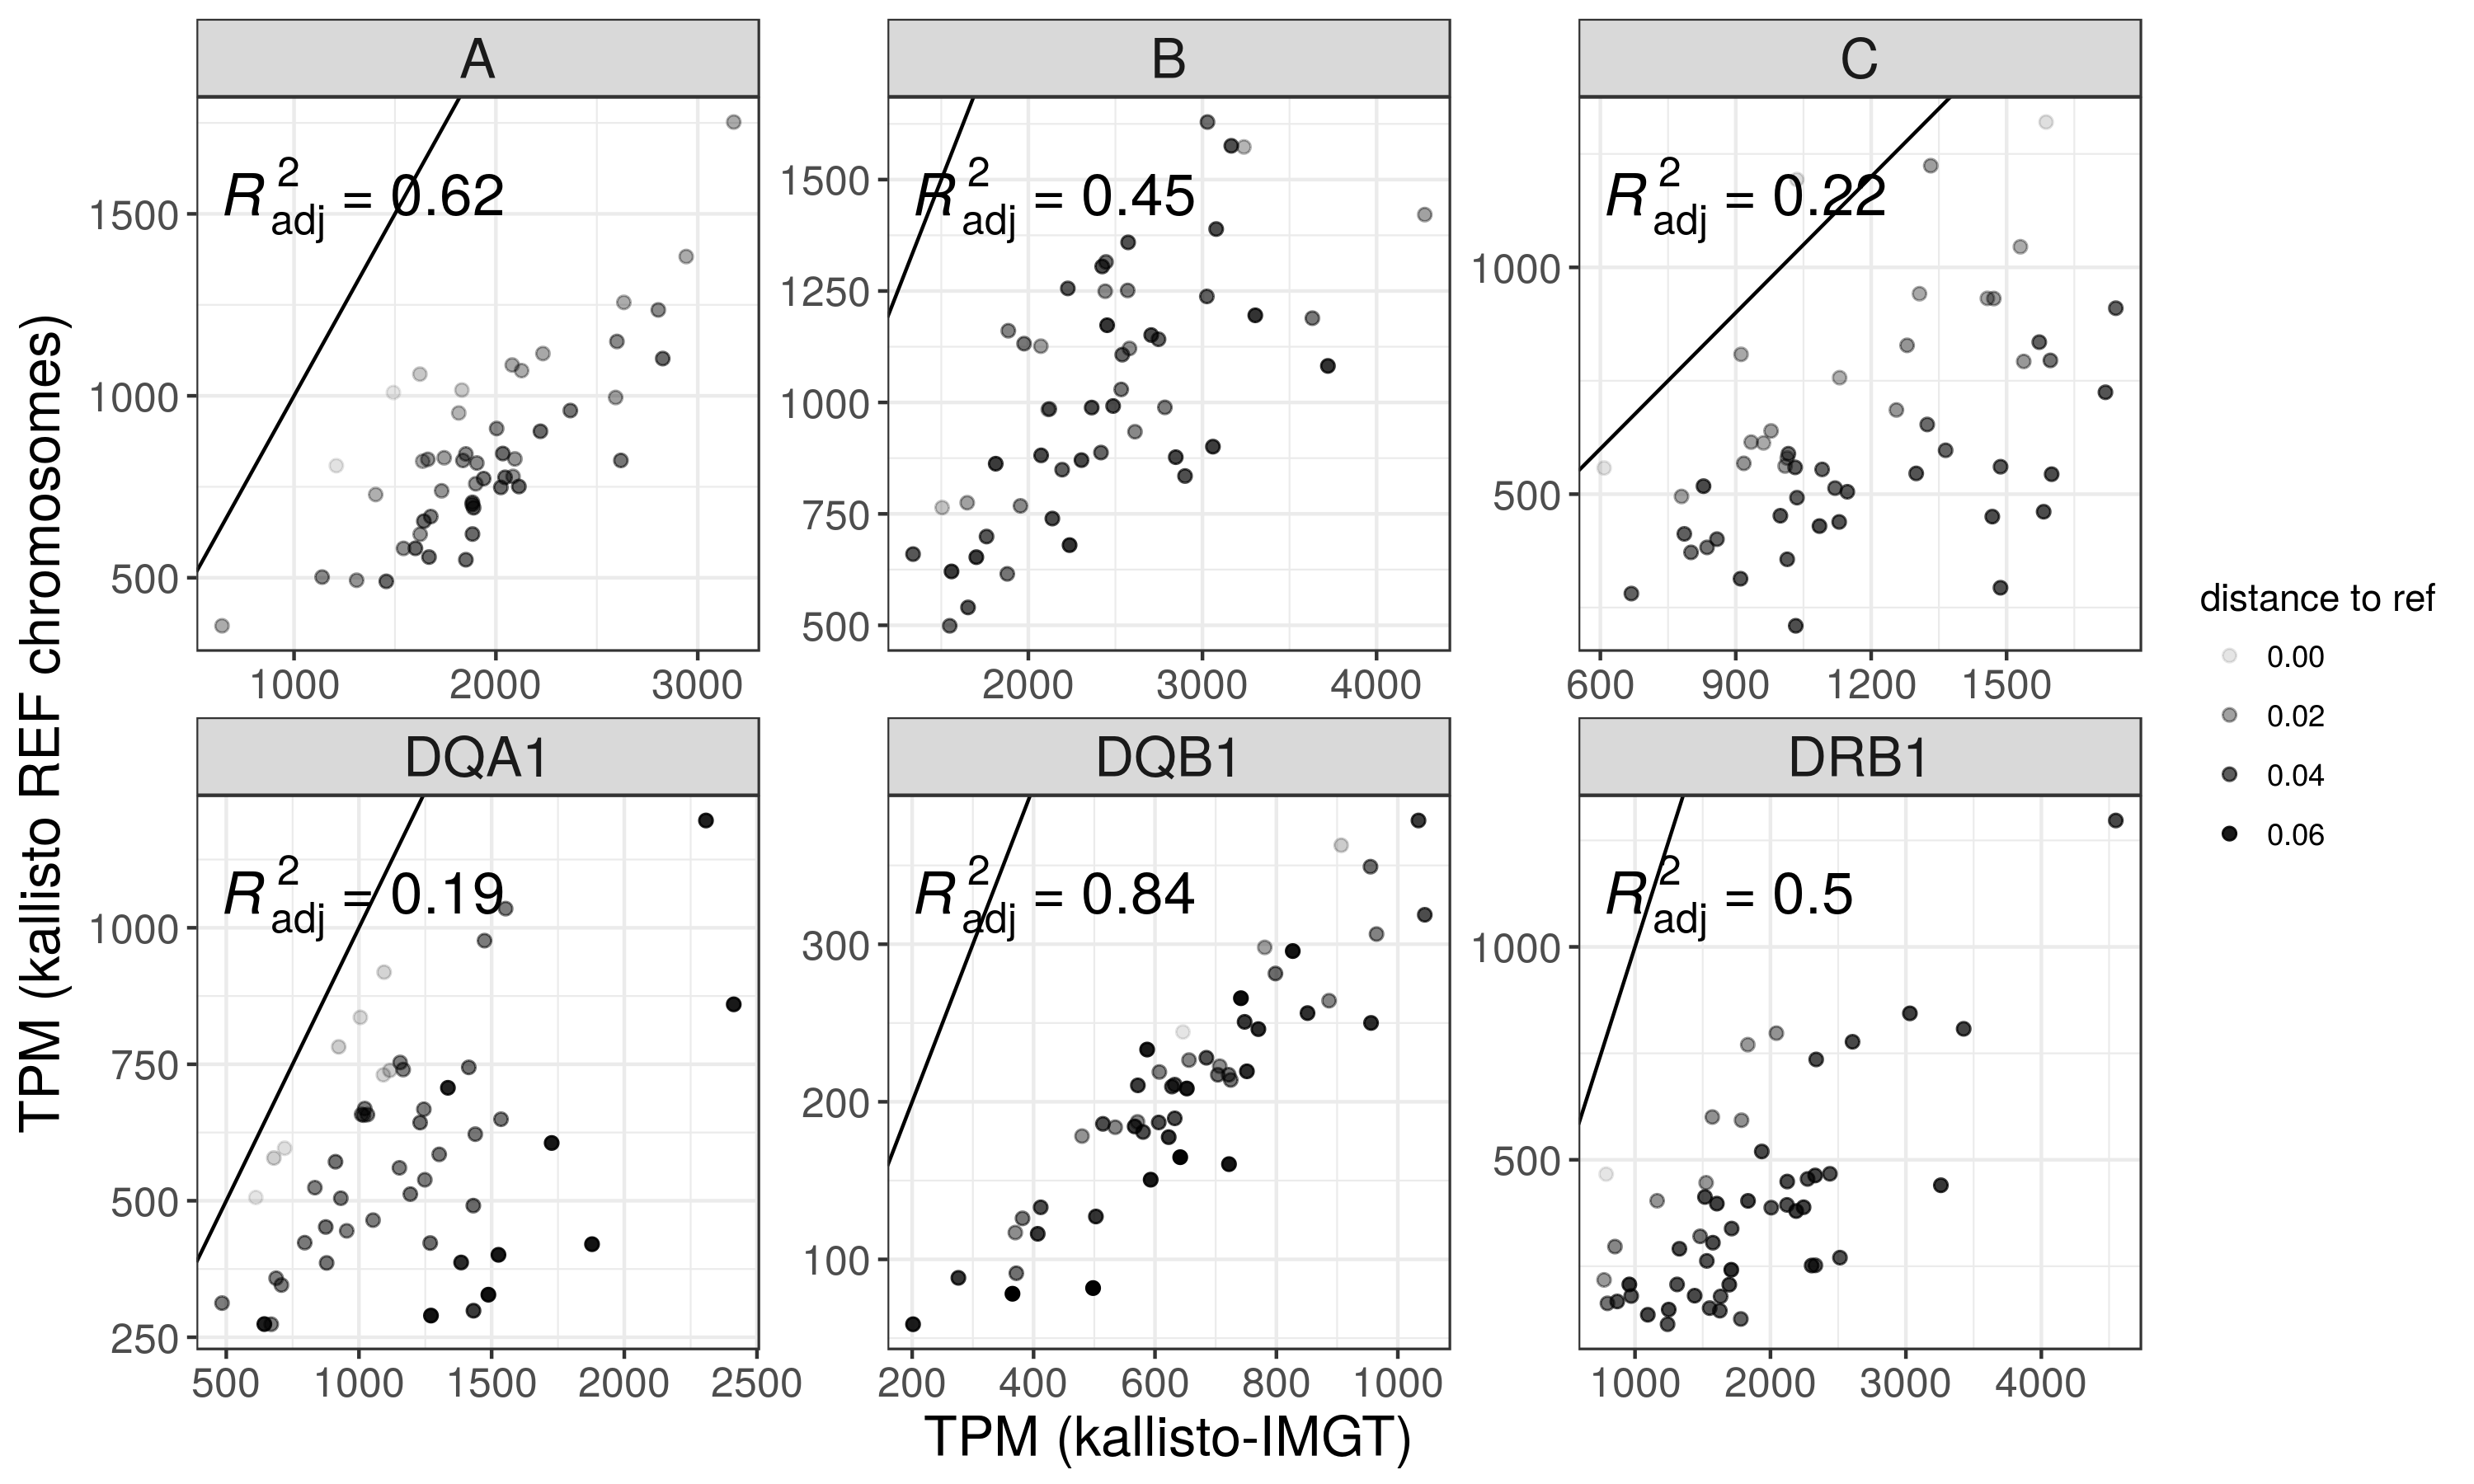 A
B
C
R²adj = 0.62
R²adj = 0.45
R²adj = 0.22
1500
1000
500
1500
1250
1000
750
500
1000
500
1000 2000 3000
2000 3000 4000
600 900 1200 1500
DQA1
DQB1
DRB1
R²adj = 0.19
R²adj = 0.84
R²adj = 0.5
1000
750
500
250
300
200
100
1000
500
500 1000 1500 2000 2500
200 400 600 800 1000
1000 2000 3000 4000
TPM (kallisto REF chromosomes)
TPM (kallisto-IMGT)
distance to ref
0.00
0.02
0.04
0.06